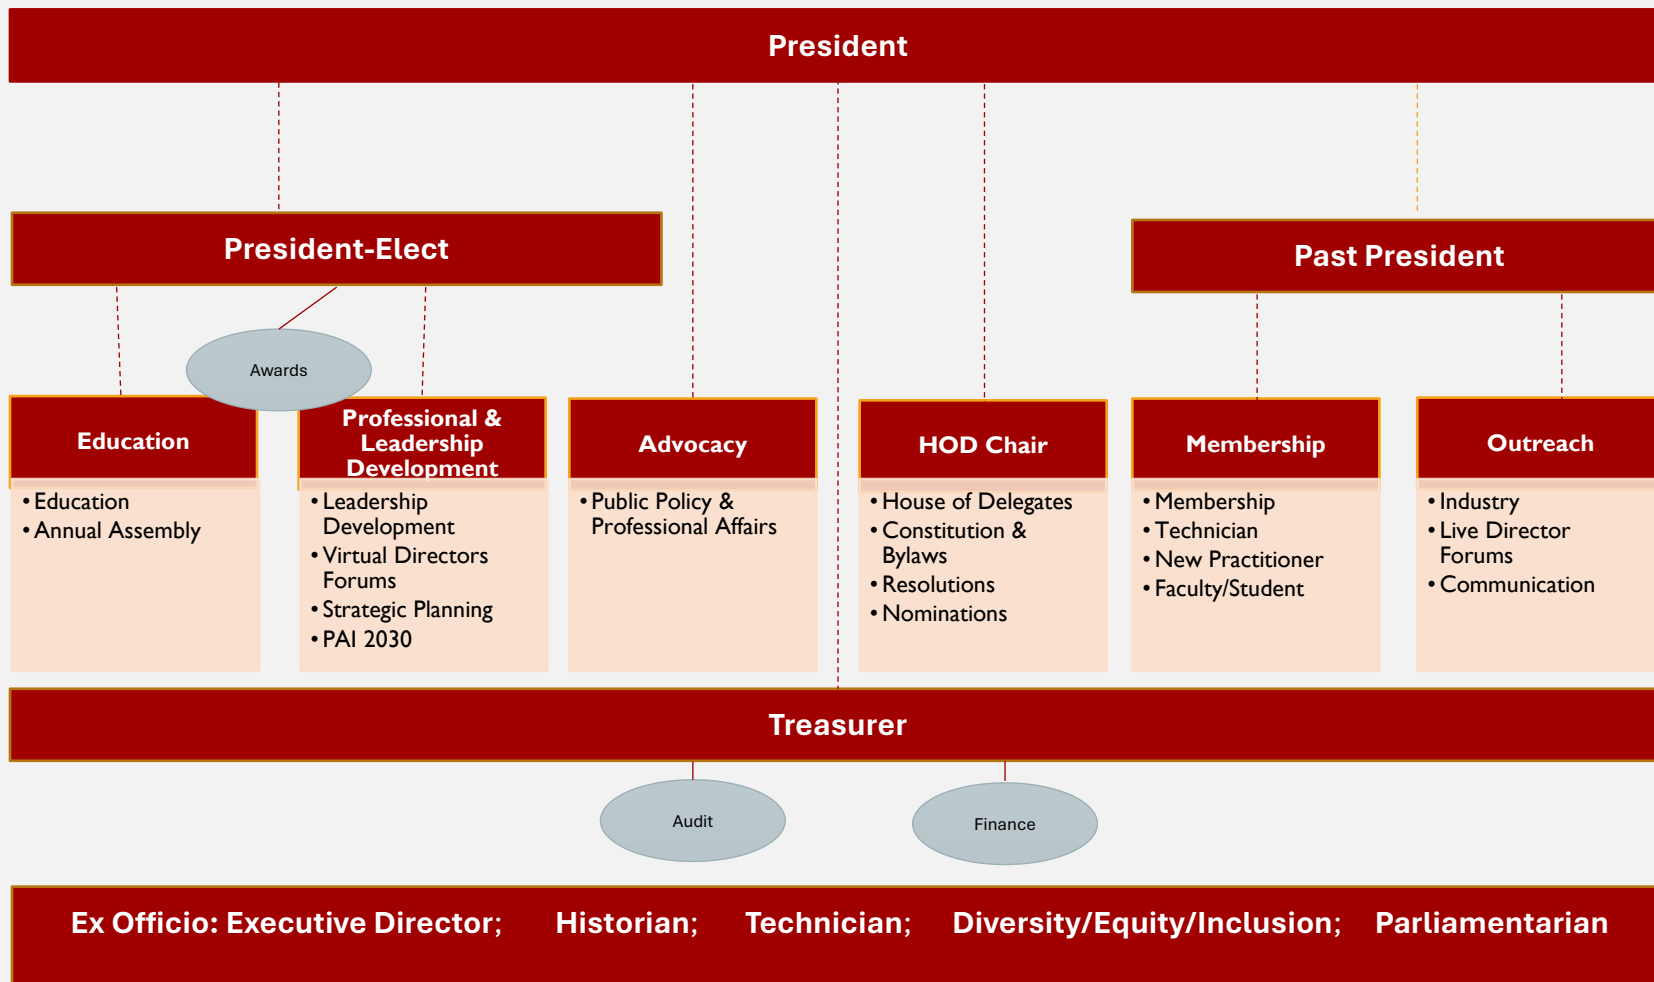 President
President-Elect
Past President
Awards
Education
• Education
• Annual Assembly
Professional &
Leadership
Development
• Leadership
Development
• Virtual Directors
Forums
• Strategic Planning
• PAI 2030
Advocacy
• Public Policy &
Professional Affairs
HOD Chair
• House of Delegates
• Constitution &
Bylaws
• Resolutions
• Nominations
Membership
• Membership
• Technician
• New Practitioner
• Faculty/Student
Outreach
• Industry
• Live Director
Forums
• Communication
Treasurer
Audit
Finance
Ex Officio: Executive Director; Historian; Technician; Diversity/Equity/Inclusion; Parliamentarian